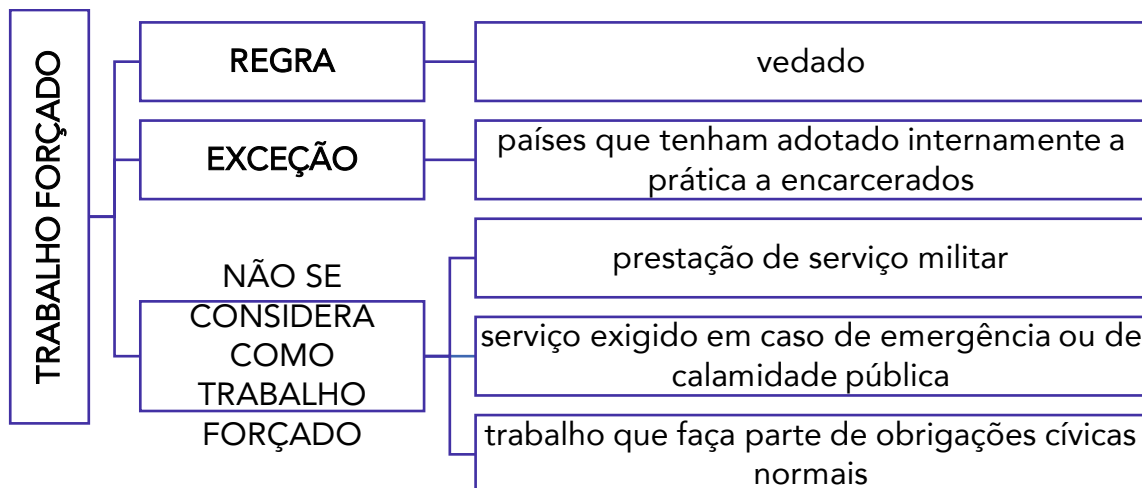 TRABALHO FORÇADO
REGRA
vedado
EXCEÇÃO
países que tenham adotado internamente a
prática a encarcerados
NÃO SE
CONSIDERA
COMO
TRABALHO
FORÇADO
prestação de serviço militar
serviço exigido em caso de emergência ou de
calamidade pública
trabalho que faça parte de obrigações cívicas
normais